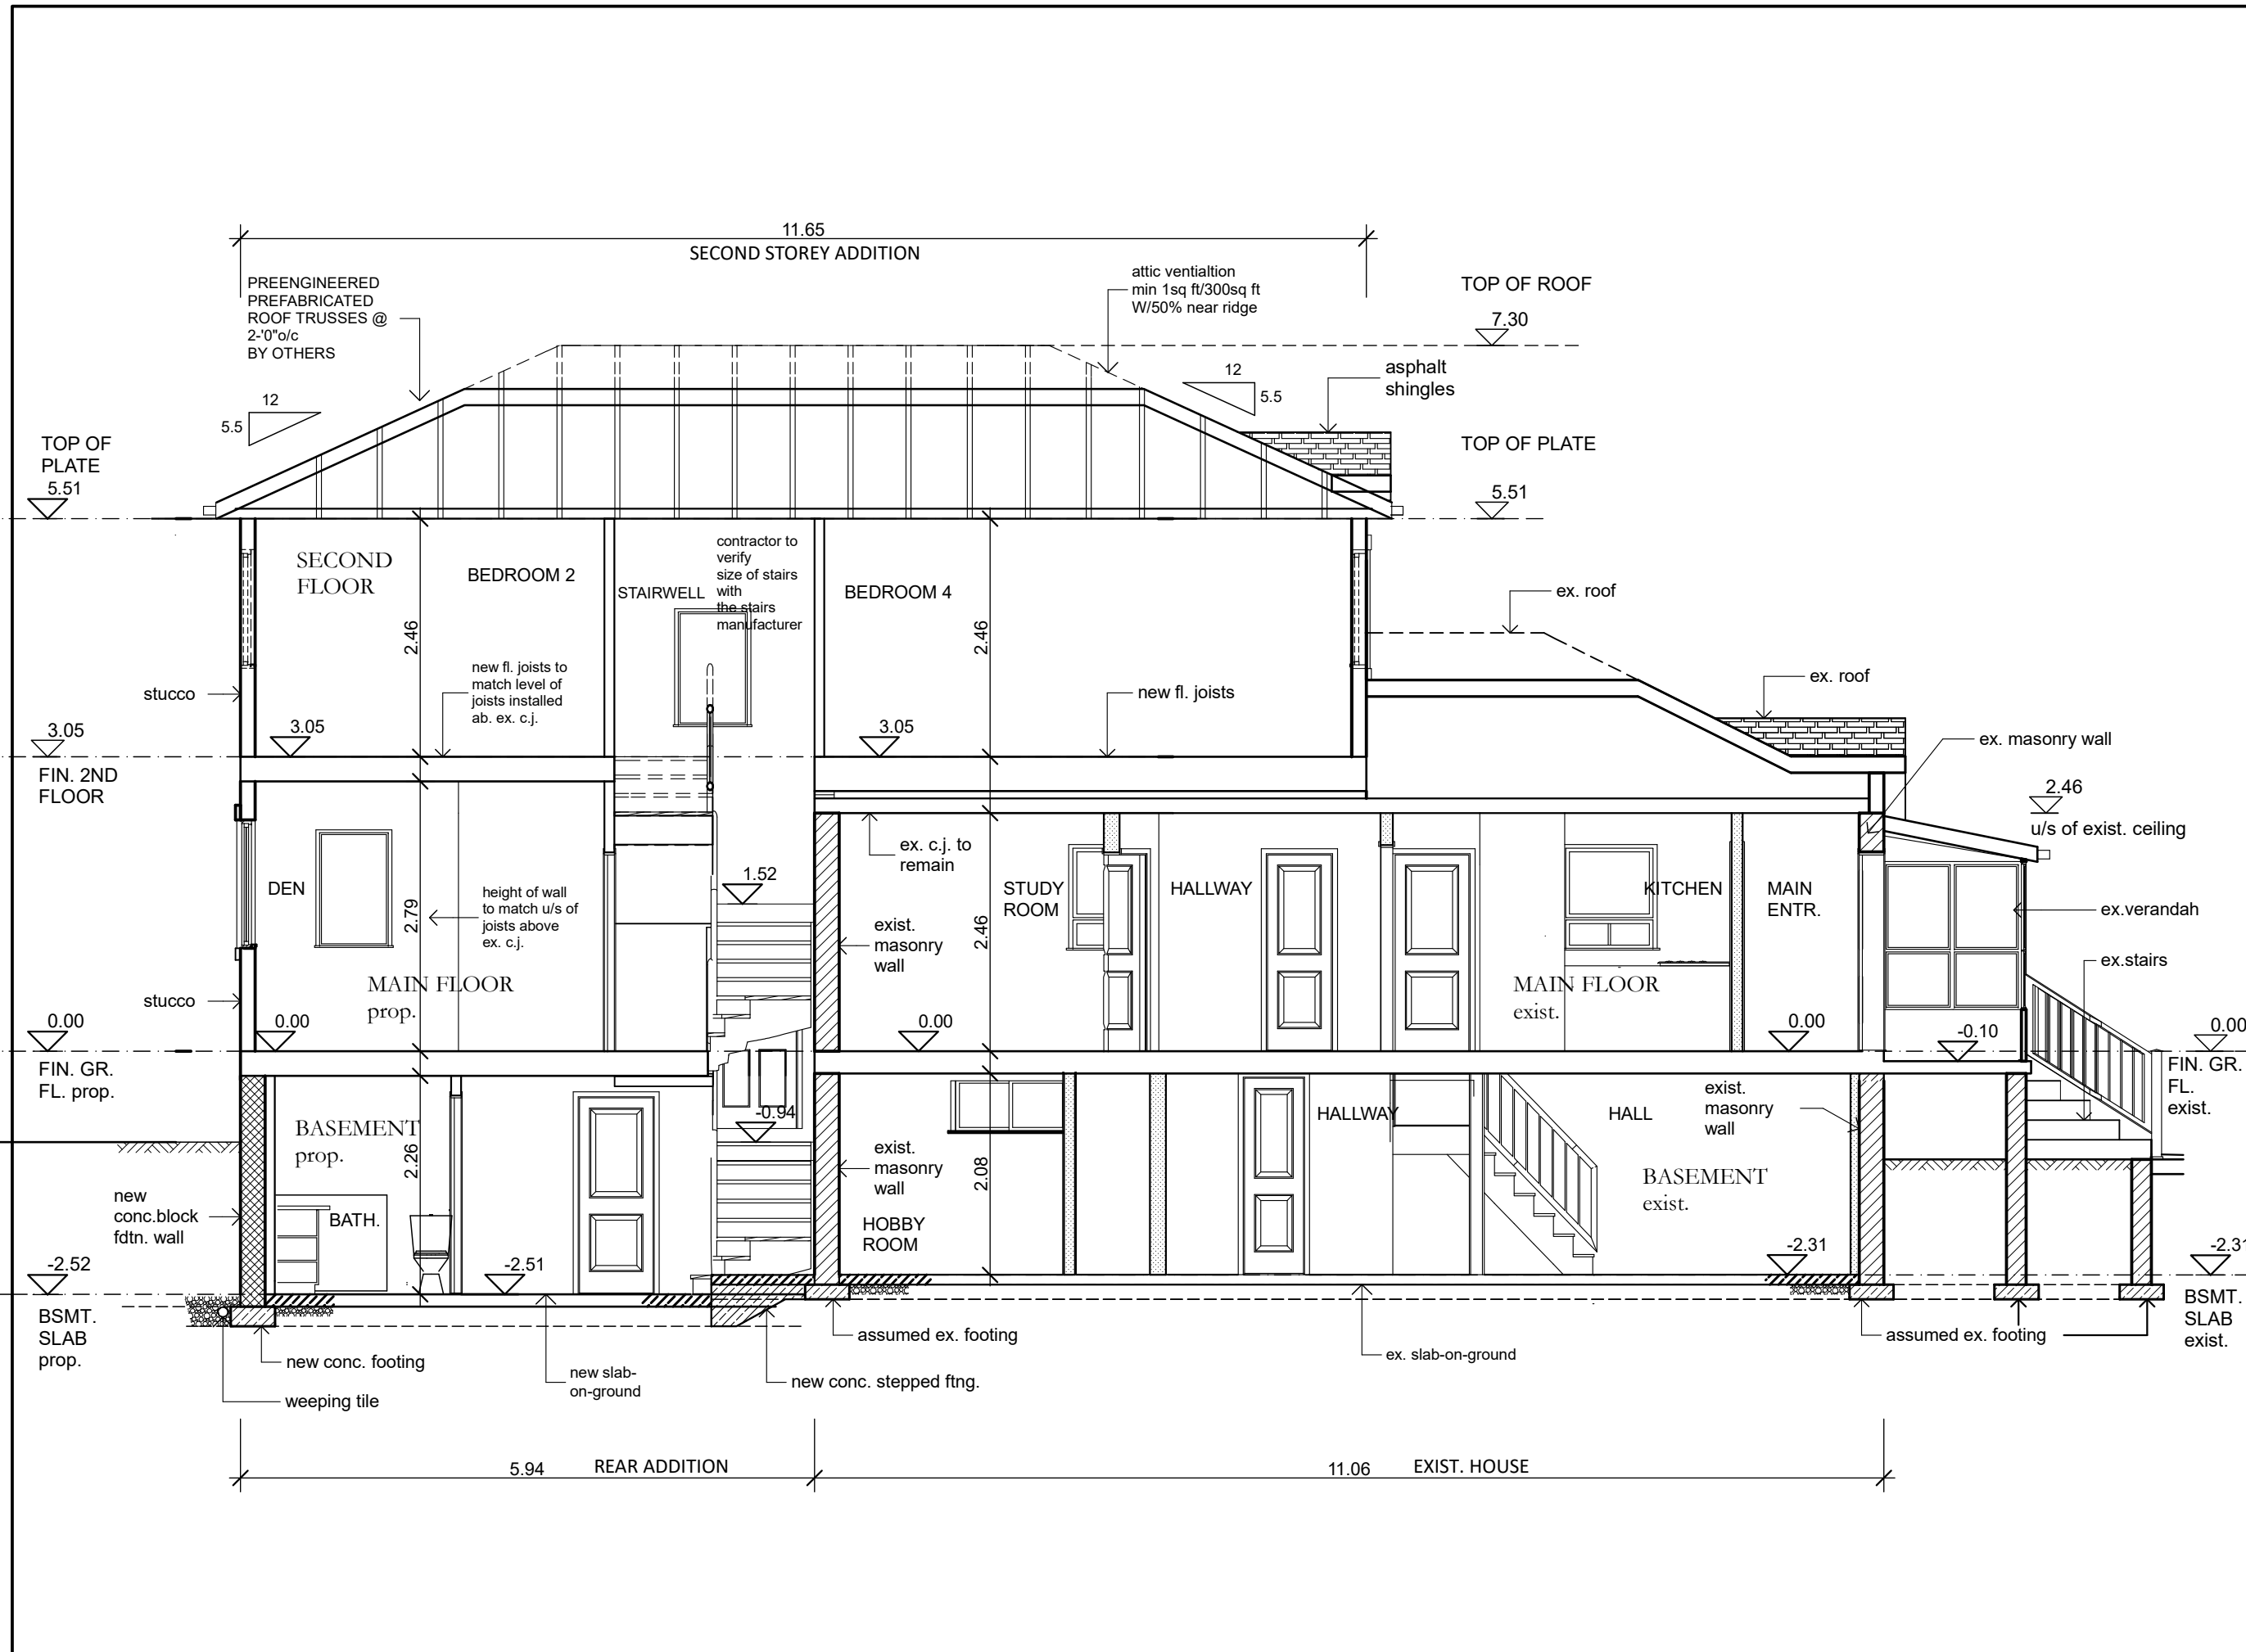 11.65
SECOND STOREY ADDITION
PREENGINEERED
PREFABRICATED
ROOF TRUSSES @
2-'0"o/c
BY OTHERS
attic ventialtion
min 1sq ft/300sq ft
W/50% near ridge
TOP OF ROOF
7.30
asphalt
shingles
12
5.5
12
5.5
TOP OF
PLATE
5.51
TOP OF PLATE
5.51
SECOND
FLOOR
BEDROOM 2
STAIRWELL
contractor to
verify
size of stairs
with
the stairs
manufacturer
BEDROOM 4
2.46
2.46
ex. roof
ex. roof
stucco
new fl. joists to
match level of
joists installed
ab. ex. c.j.
new fl. joists
3.05
FIN. 2ND
FLOOR
3.05
3.05
ex. masonry wall
2.46
u/s of exist. ceiling
DEN
2.79
height of wall
to match u/s of
joists above
ex. c.j.
1.52
ex. c.j. to
remain
exist.
masonry
wall
2.46
STUDY
ROOM
HALLWAY
KITCHEN
MAIN
ENTR.
ex.verandah
ex.stairs
MAIN FLOOR
prop.
MAIN FLOOR
exist.
stucco
0.00
FIN. GR.
FL. prop.
0.00
0.00
0.00
-0.10
0.00
FIN. GR.
FL.
exist.
BASEMENT
prop.
2.26
-0.94
exist.
masonry
wall
2.08
HALLWAY
HALL
exist.
masonry
wall
BASEMENT
exist.
new
conc.block
fdtn. wall
BATH.
HOBBY
ROOM
-2.52
BSMT.
SLAB
prop.
-2.51
-2.31
-2.31
BSMT.
SLAB
exist.
new conc. footing
weeping tile
new slab-
on-ground
new conc. stepped ftng.
assumed ex. footing
ex. slab-on-ground
assumed ex. footing
5.94
REAR ADDITION
11.06
EXIST. HOUSE